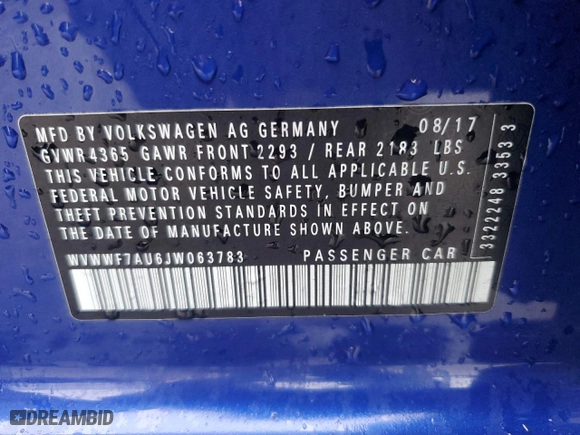 MFD BY VOLKSWAGEN AG GERMANY 08/17
GVWR 4365 GAWR FRONT 2293 / REAR 2183 LBS
THIS VEHICLE CONFORMS TO ALL APPLICABLE U.S.
FEDERAL MOTOR VEHICLE SAFETY, BUMPER AND
THEFT PREVENTION STANDARDS IN EFFECT ON
THE DATE OF MANUFACTURE SHOWN ABOVE.
WVWWF7AU6JW063783 PASSENGER CAR
3322248 3353 3
DREAMBID